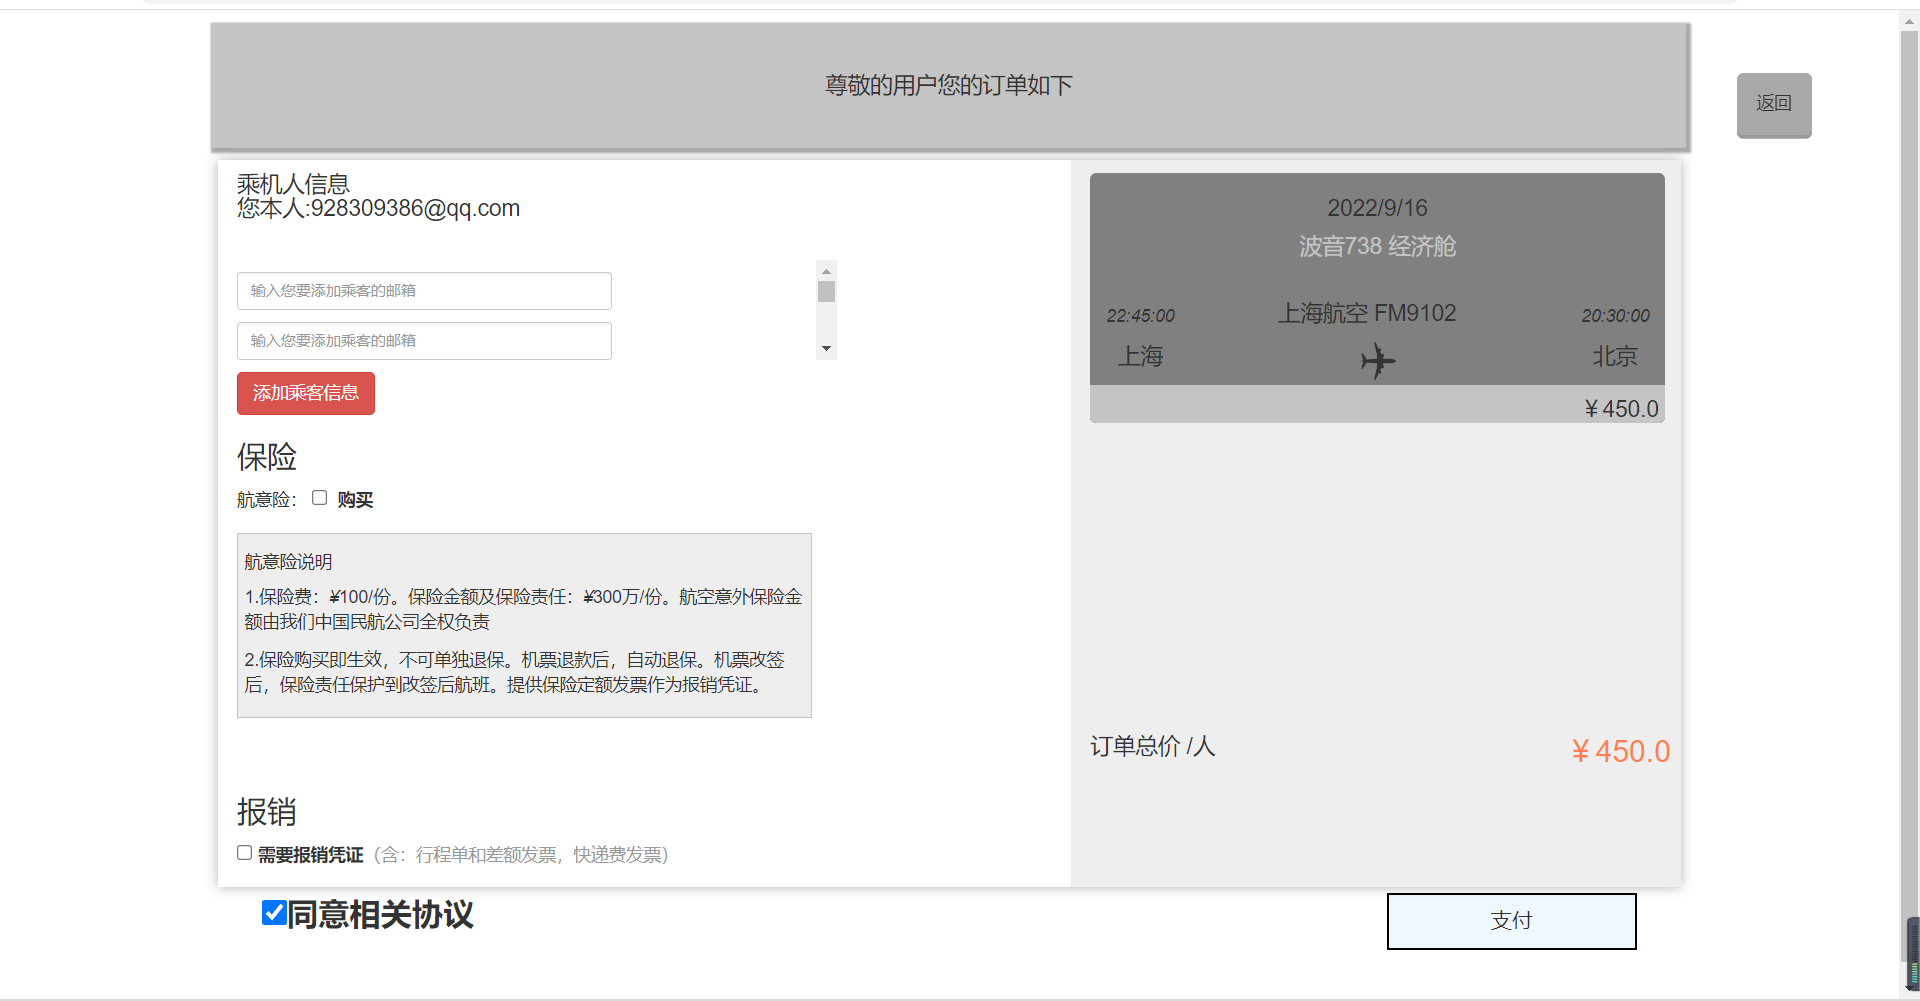 尊敬的用户您的订单如下
返回
乘机人信息
您本人:928309386@qq.com
输入您要添加乘客的邮箱
输入您要添加乘客的邮箱
添加乘客信息
保险
航意险： 购买
航意险说明
1.保险费：¥100/份。保险金额及保险责任：¥300万/份。航空意外保险金
额由我们中国民航公司全权负责
2.保险购买即生效，不可单独退保。机票退款后，自动退保。机票改签
后，保险责任保护到改签后航班。提供保险定额发票作为报销凭证。
报销
需要报销凭证（含：行程单和差额发票，快递费发票）
2022/9/16
波音738 经济舱
22:45:00 上海航空 FM9102 20:30:00
上海 北京
￥450.0
订单总价 /人 ￥450.0
同意相关协议
支付